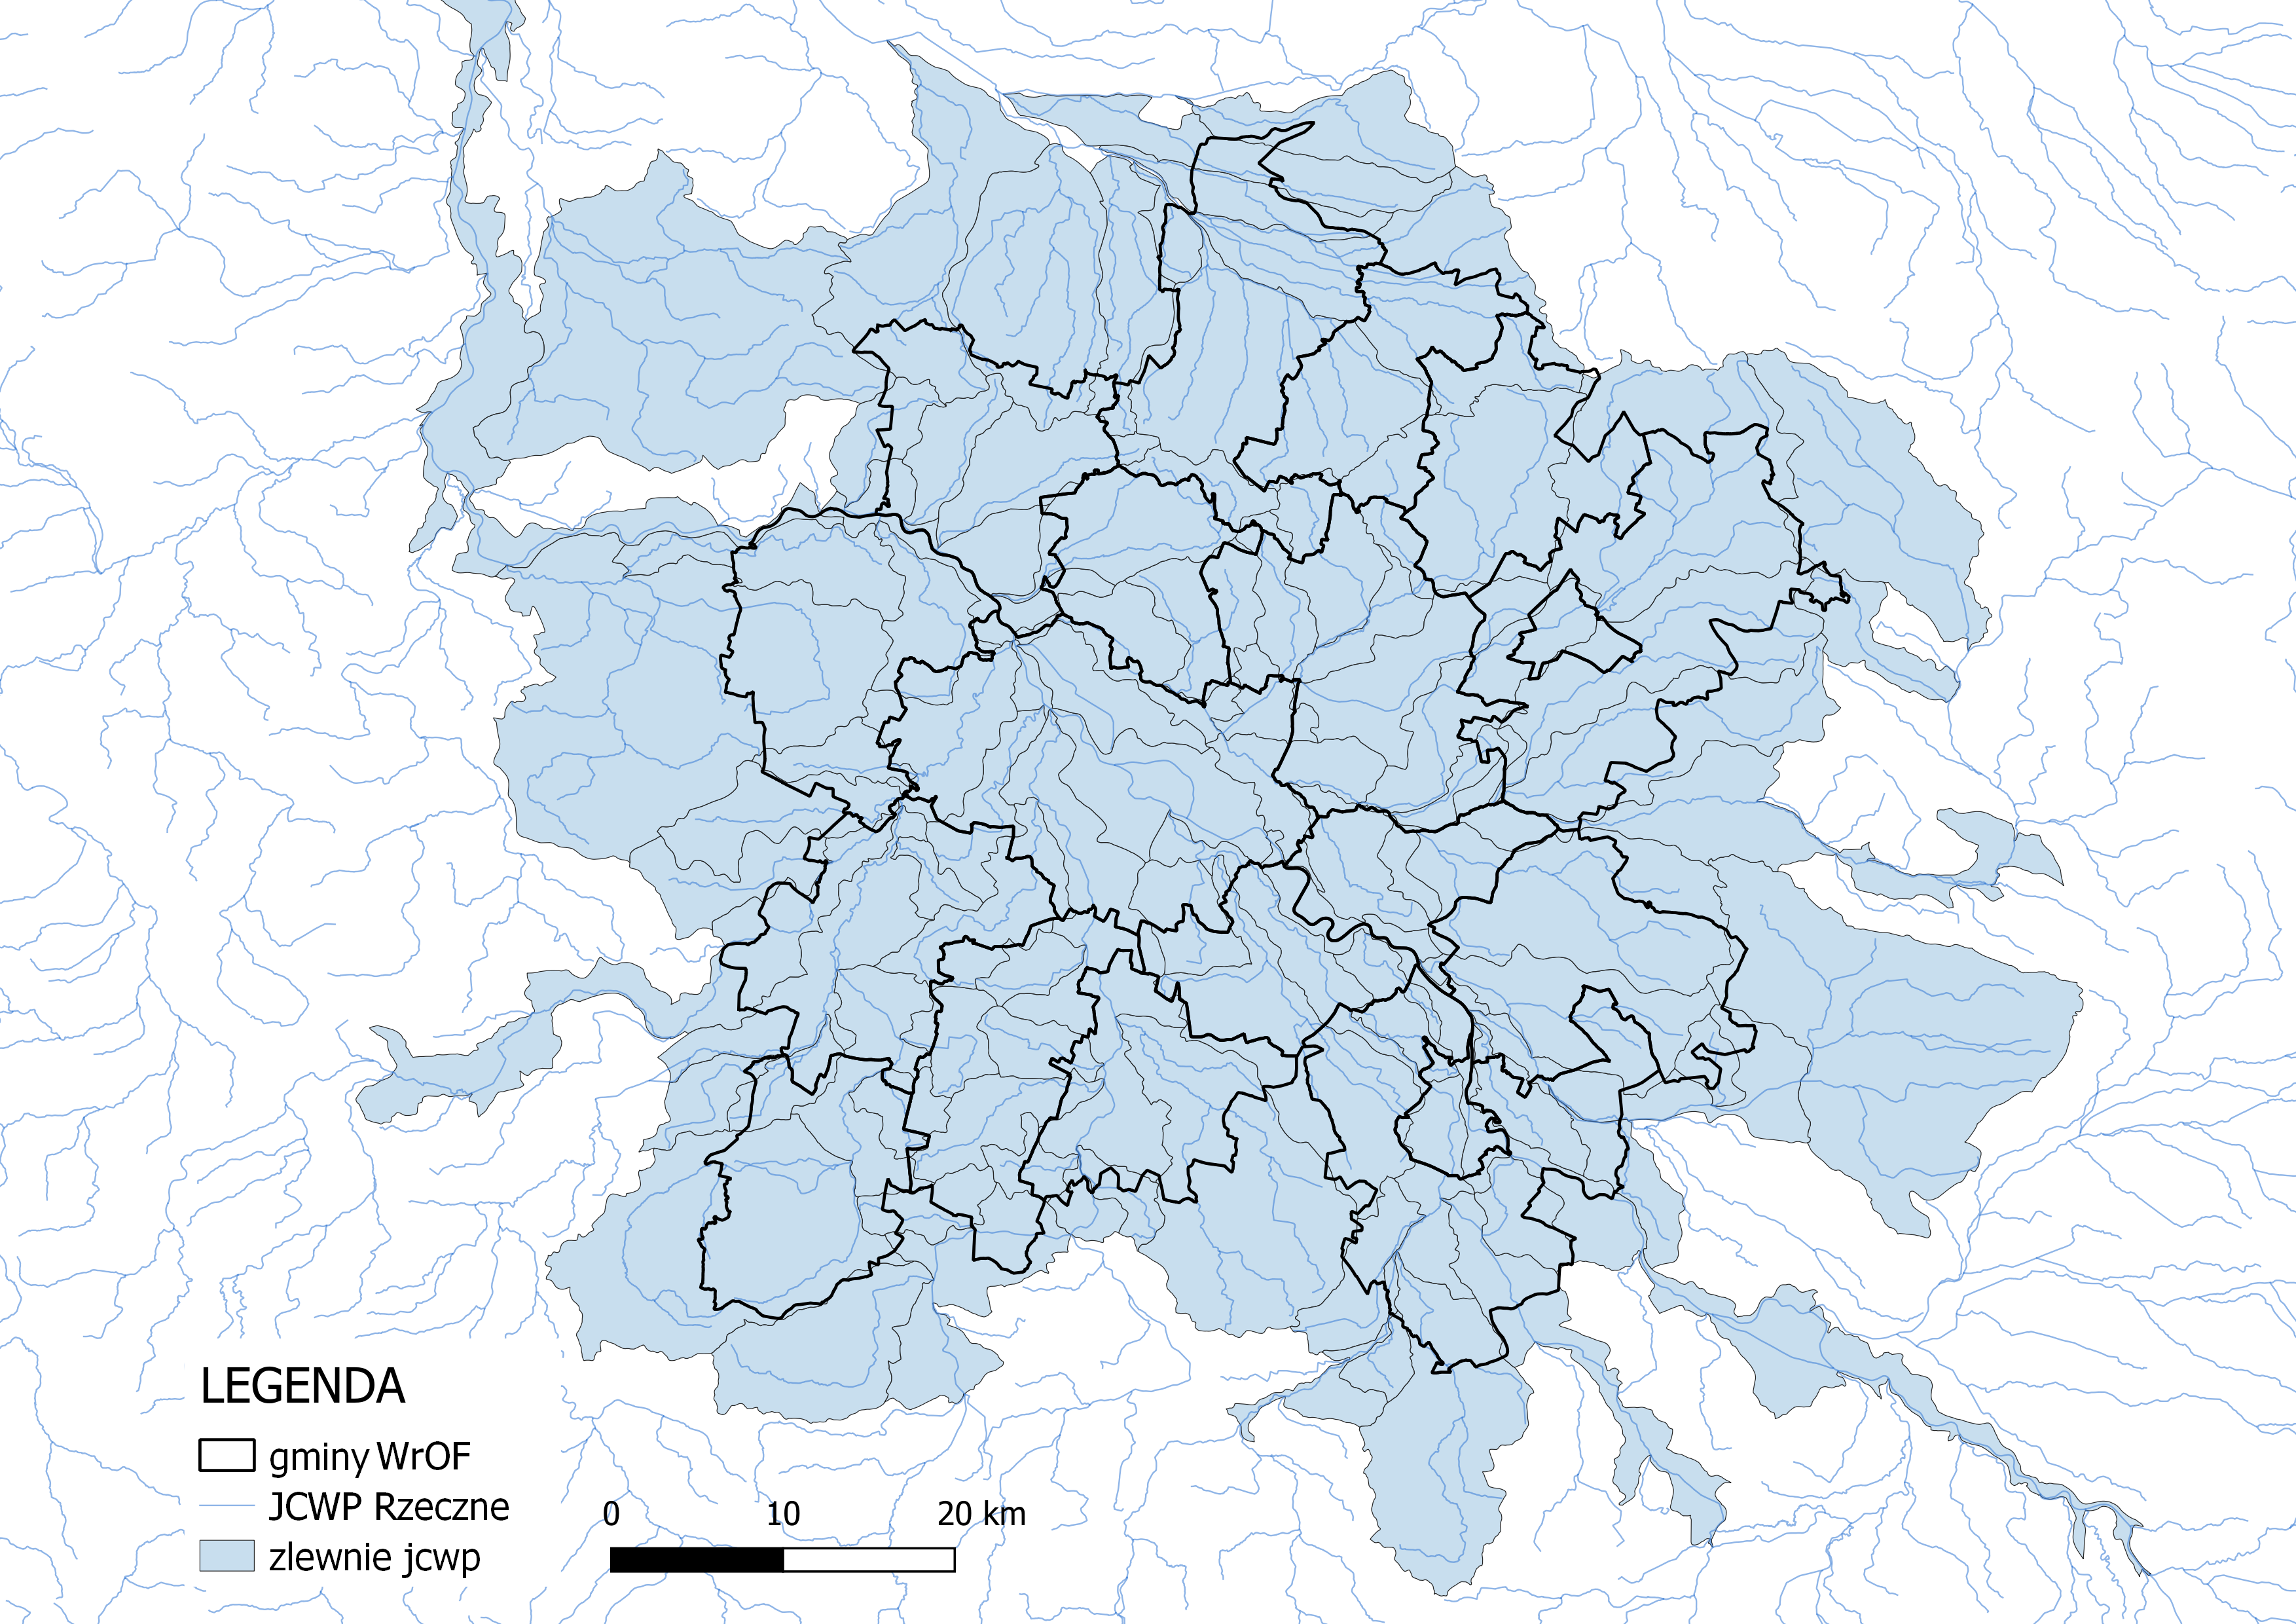 LEGENDA
gminy WrOF
JCWP Rzeczne
zlewnie jcwp
0 10 20 km